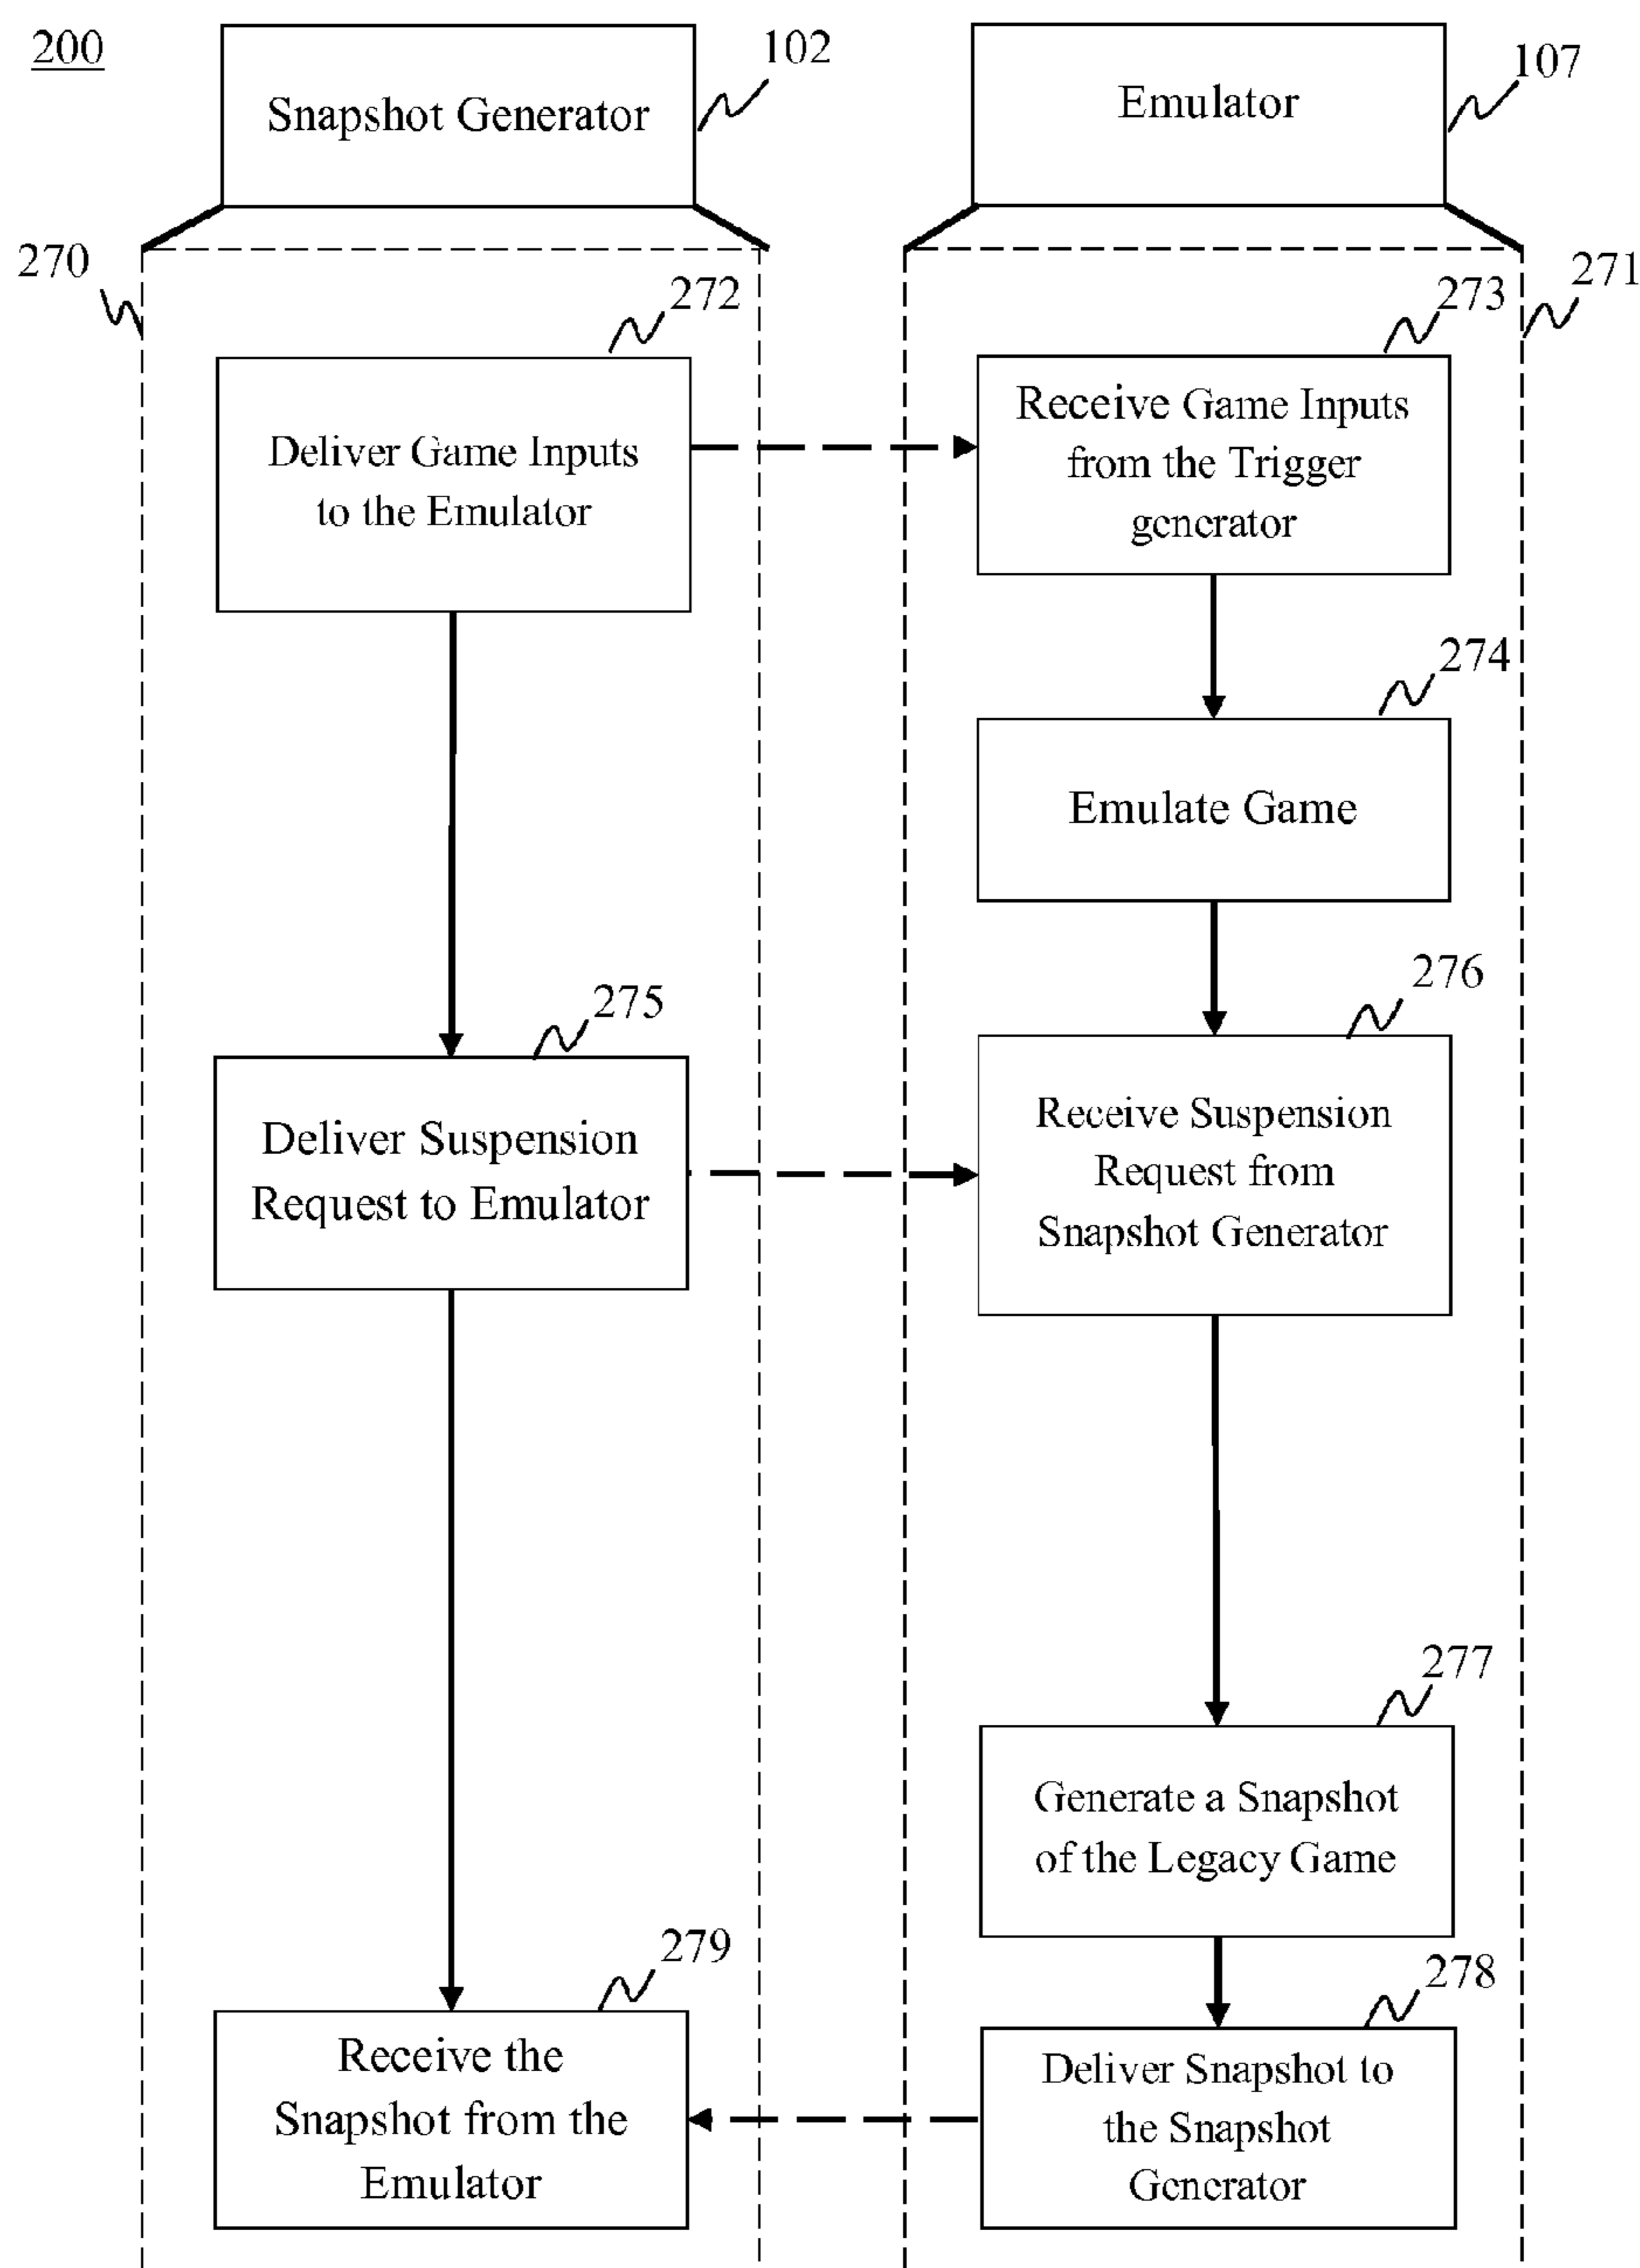 200
Snapshot Generator
102
Emulator
107
270
271
272
Deliver Game Inputs
to the Emulator
273
Receive Game Inputs
from the Trigger
generator
274
Emulate Game
275
Deliver Suspension
Request to Emulator
276
Receive Suspension
Request from
Snapshot Generator
277
Generate a Snapshot
of the Legacy Game
278
Deliver Snapshot to
the Snapshot
Generator
279
Receive the
Snapshot from the
Emulator